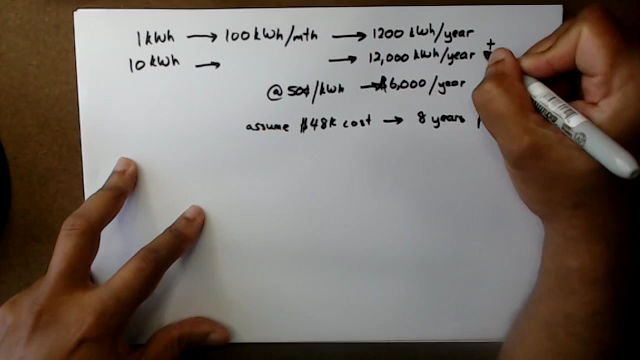 1 kWh → 100 kWh/mth → 1200 kWh/year
10 kWh → → 12,000 kWh/year
@ 50¢/kWh → $6,000/year
assume $48K cost → 8 years